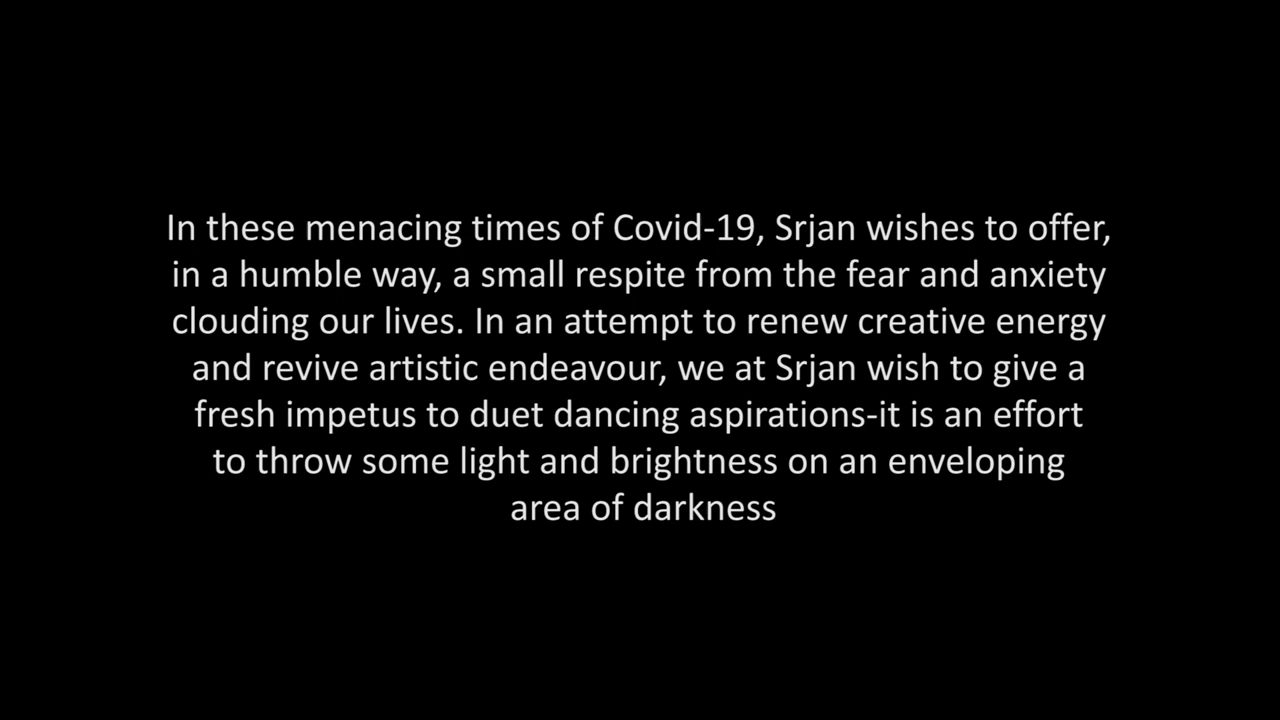 In these menacing times of Covid-19, Srjan wishes to offer,
in a humble way, a small respite from the fear and anxiety
clouding our lives. In an attempt to renew creative energy
and revive artistic endeavour, we at Srjan wish to give a
fresh impetus to duet dancing aspirations-it is an effort
to throw some light and brightness on an enveloping
area of darkness